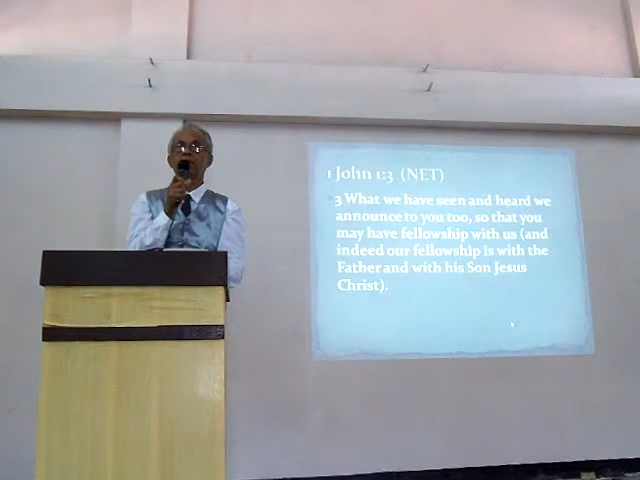 1 John 1:3 (NET)
3 What we have seen and heard we
announce to you too, so that you
may have fellowship with us (and
indeed our fellowship is with the
Father and with his Son Jesus
Christ).